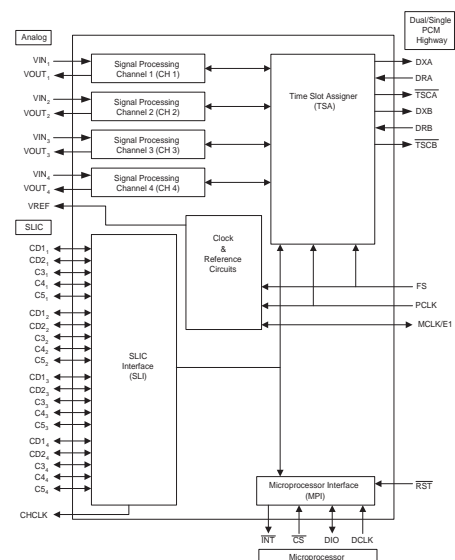 Dual/Single
PCM
Highway
Analog
VIN₁
VOUT₁
Signal Processing
Channel 1 (CH 1)
VIN₂
VOUT₂
Signal Processing
Channel 2 (CH 2)
VIN₃
VOUT₃
Signal Processing
Channel 3 (CH 3)
VIN₄
VOUT₄
Signal Processing
Channel 4 (CH 4)
VREF
Time Slot Assigner
(TSA)
DXA
DRA
TSCA
DXB
DRB
TSCB
Clock
&
Reference
Circuits
FS
PCLK
MCLK/E1
SLIC
CD1₁
CD2₁
C3₁
C4₁
C5₁
CD1₂
CD2₂
C3₂
C4₂
C5₂
CD1₃
CD2₃
C3₃
C4₃
C5₃
CD1₄
CD2₄
C3₄
C4₄
C5₄
CHCLK
SLIC
Interface
(SLI)
Microprocessor Interface
(MPI)
RST
INT
CS
DIO
DCLK
Microprocessor